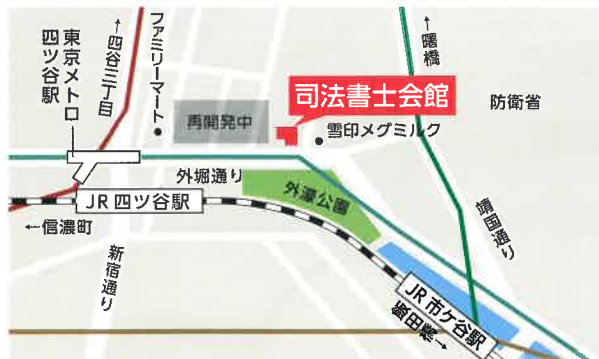 東京メトロ
四ツ谷駅
←四谷三丁目
ファミリーマート
再開発中
司法書士会館
雪印メグミルク
←曙橋
防衛省
外堀通り
外濠公園
靖国通り
JR 四ツ谷駅
←信濃町
新宿通り
JR 市ケ谷駅
飯田橋→